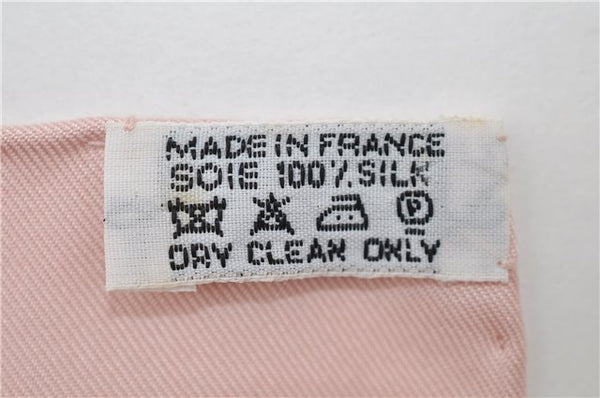 MADE IN FRANCE
SOIE 100% SILK
P
DRY CLEAN ONLY